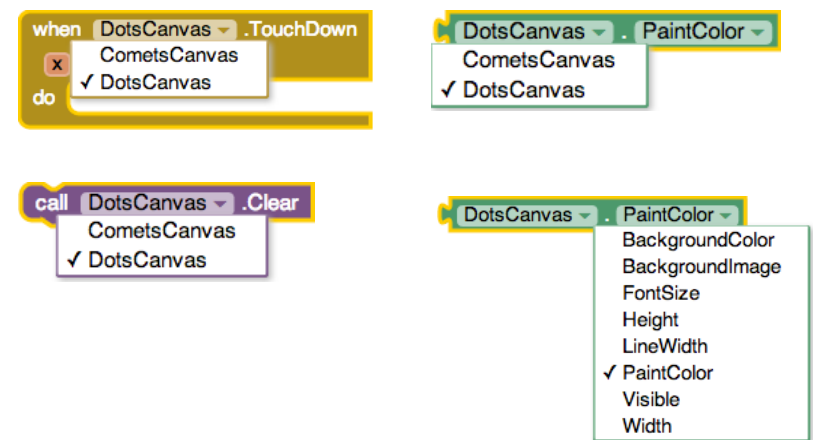 when DotsCanvas .TouchDown
x
CometsCanvas
✓ DotsCanvas
do
DotsCanvas . PaintColor
CometsCanvas
✓ DotsCanvas
call DotsCanvas .Clear
CometsCanvas
✓ DotsCanvas
DotsCanvas . PaintColor
BackgroundColor
BackgroundImage
FontSize
Height
LineWidth
✓ PaintColor
Visible
Width